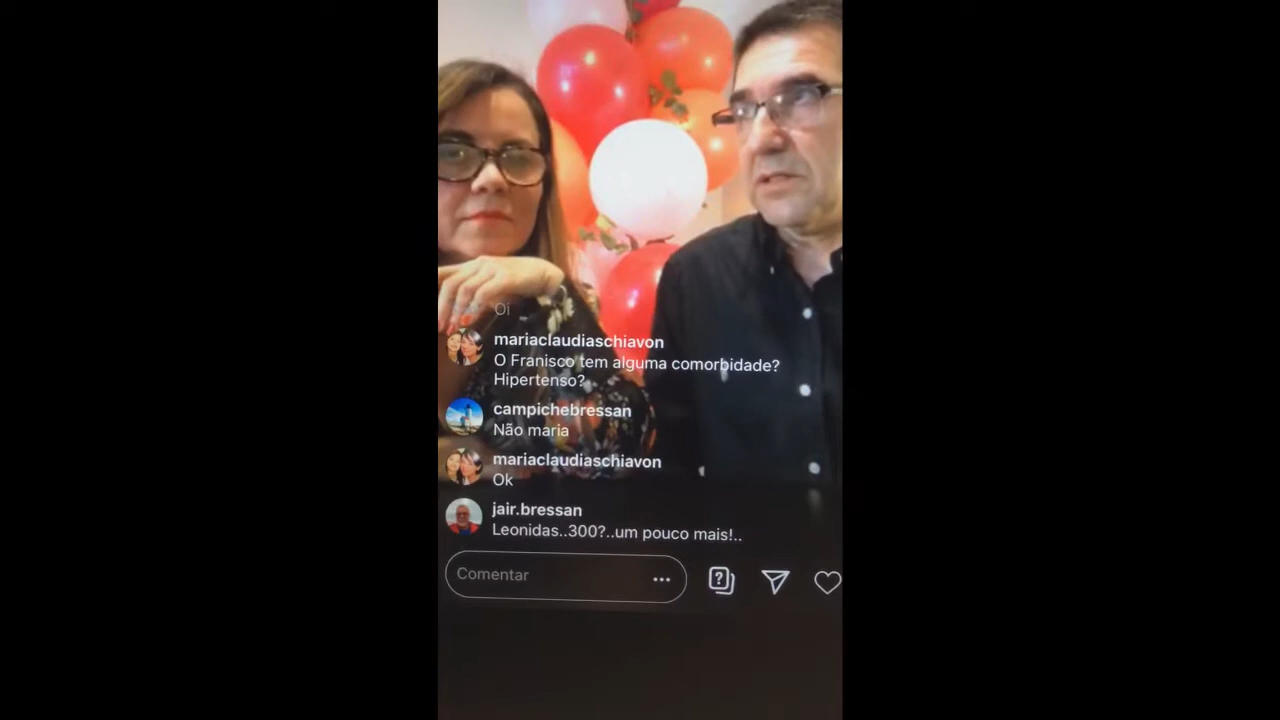 Oi
mariaclaudiaschiavon
O Franisco tem alguma comorbidade?
Hipertenso?
campichebressan
Não maria
mariaclaudiaschiavon
Ok
jair.bressan
Leonidas..300?..um pouco mais!..
Comentar